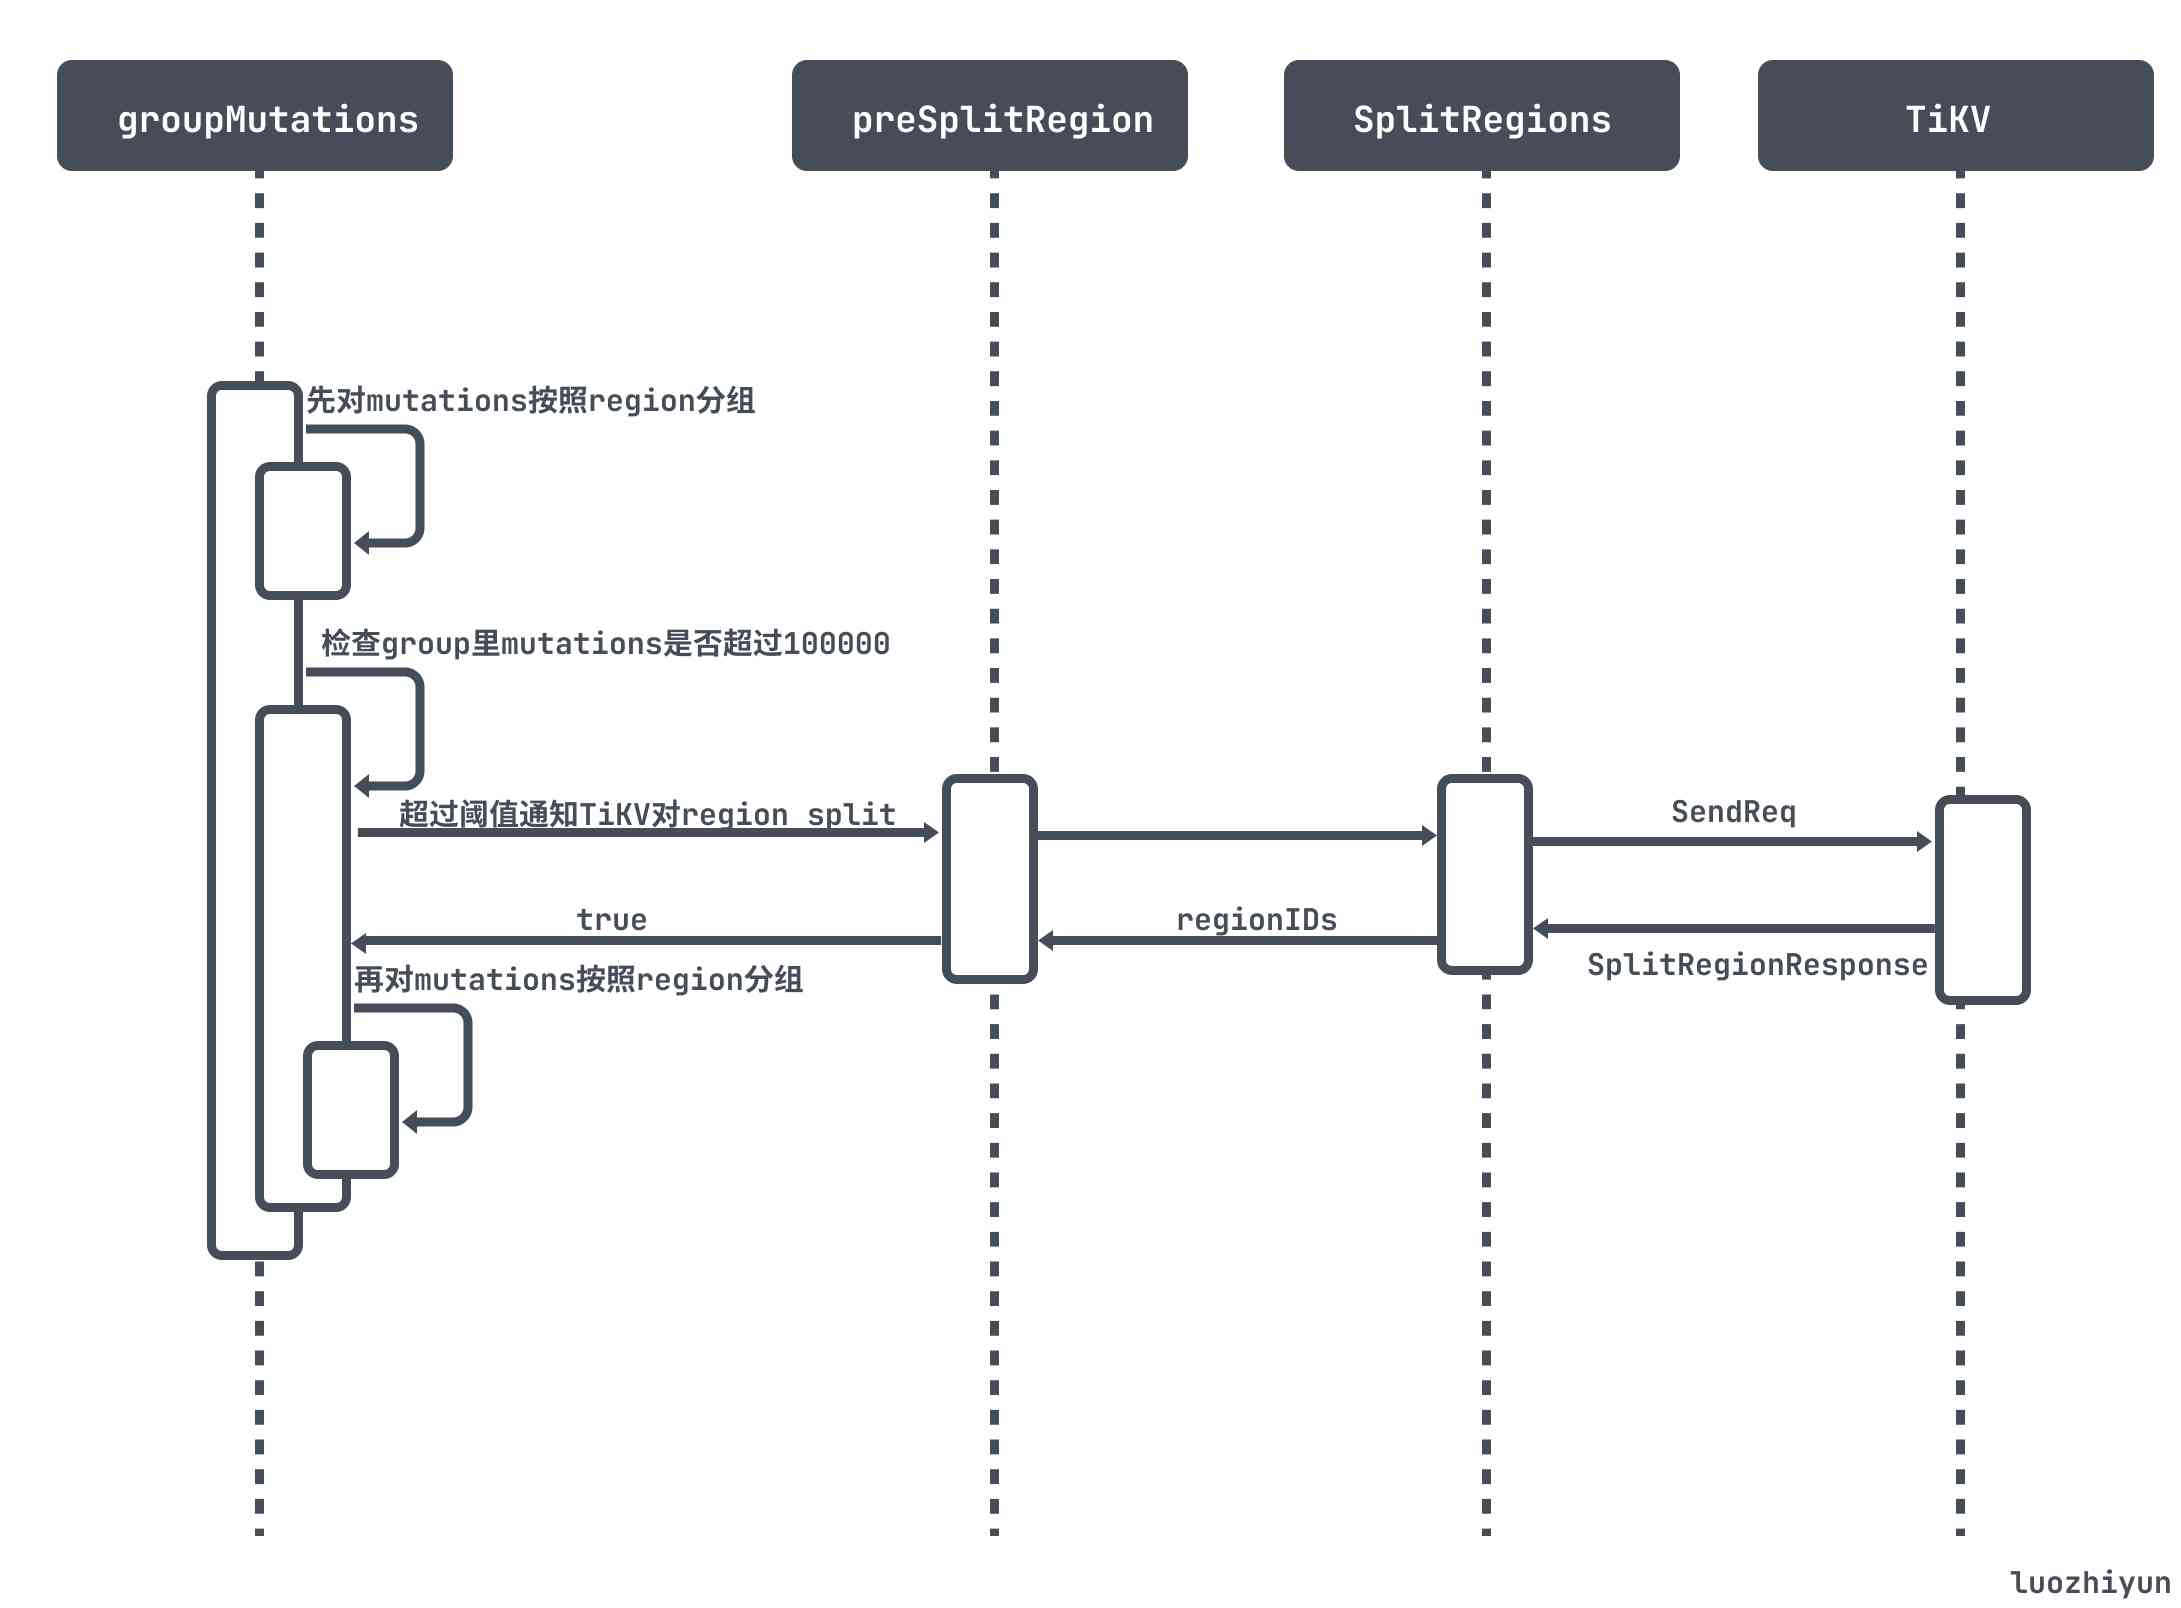 groupMutations
preSplitRegion
SplitRegions
TiKV
先对mutations按照region分组
检查group里mutations是否超过100000
超过阈值通知TiKV对region split
SendReq
true
regionIDs
SplitRegionResponse
再对mutations按照region分组
luozhiyun